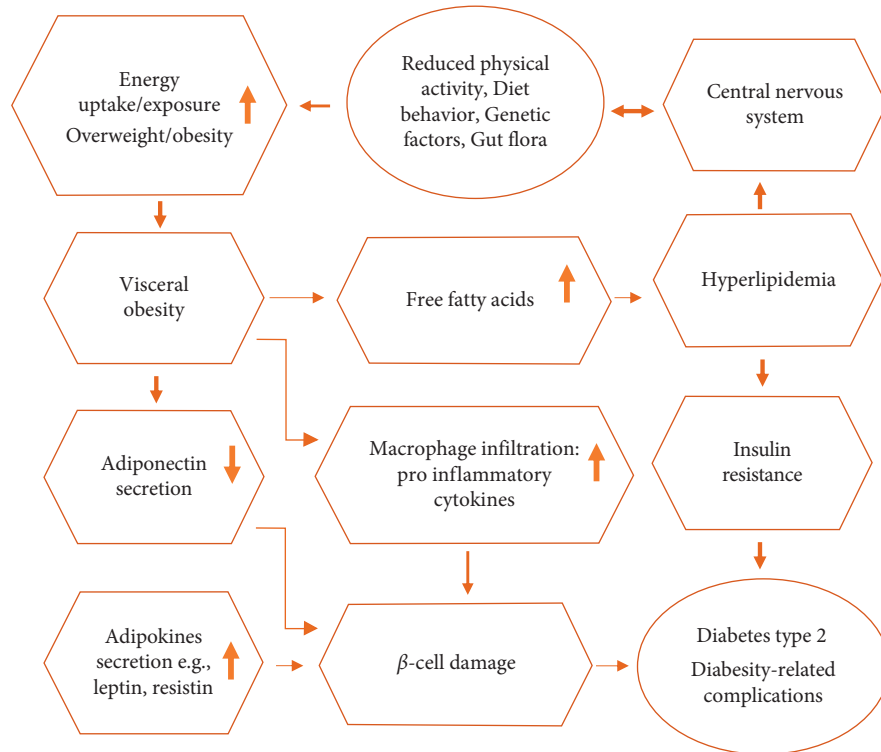 Energy
uptake/exposure
Overweight/obesity
Reduced physical
activity, Diet
behavior, Genetic
factors, Gut flora
Central nervous
system
Visceral
obesity
Free fatty acids
Hyperlipidemia
Adiponectin
secretion
Macrophage infiltration:
pro inflammatory
cytokines
Insulin
resistance
Adipokines
secretion e.g.,
leptin, resistin
β-cell damage
Diabetes type 2
Diabesity-related
complications